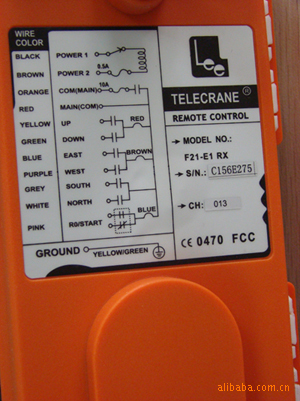 WIRE COLOR
BLACK POWER 1
BROWN POWER 2 0.5A
ORANGE COM(MAIN) 10A
RED MAIN(COM)
YELLOW UP RED
GREEN DOWN
BLUE EAST BROWN
PURPLE WEST
GREY SOUTH
WHITE NORTH
PINK R0/START BLUE
GROUND YELLOW/GREEN
Lee
TELECRANE ®
REMOTE CONTROL
MODEL NO.:
F21-E1 RX
S/N.: C156E275
CH: 013
CE 0470 FCC
alibaba.com.cn